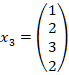 x₃ =
1
2
3
2